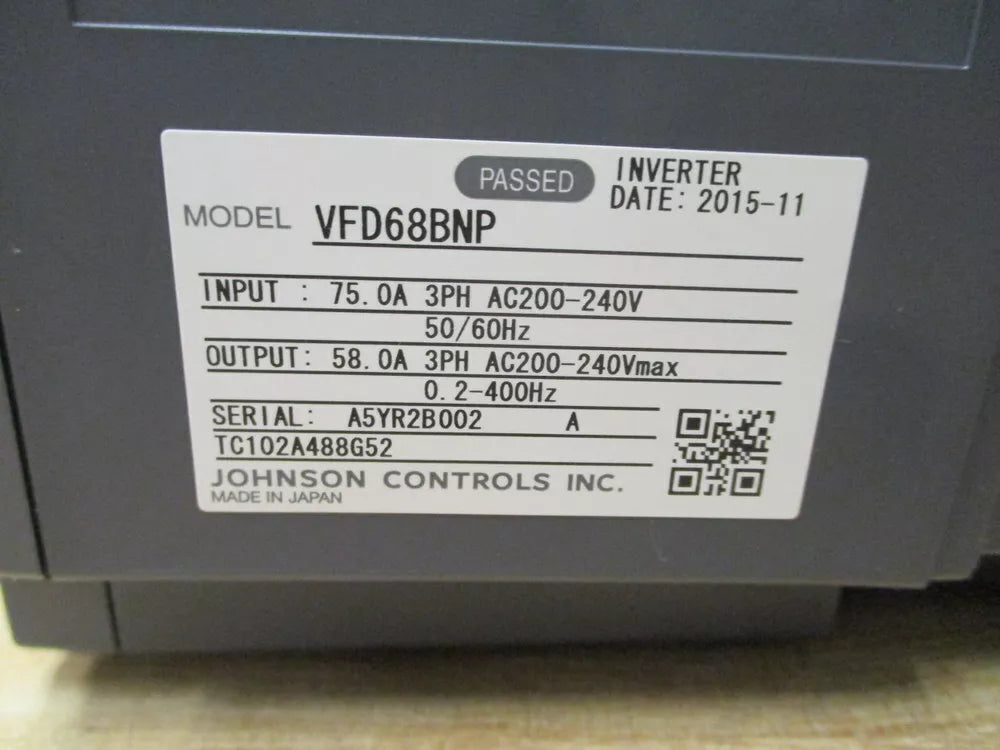 PASSED
INVERTER
DATE: 2015-11
MODEL VFD68BNP
INPUT : 75.0A 3PH AC200-240V
50/60Hz
OUTPUT: 58.0A 3PH AC200-240Vmax
0.2-400Hz
SERIAL: A5YR2B002 A
TC102A488G52
JOHNSON CONTROLS INC.
MADE IN JAPAN